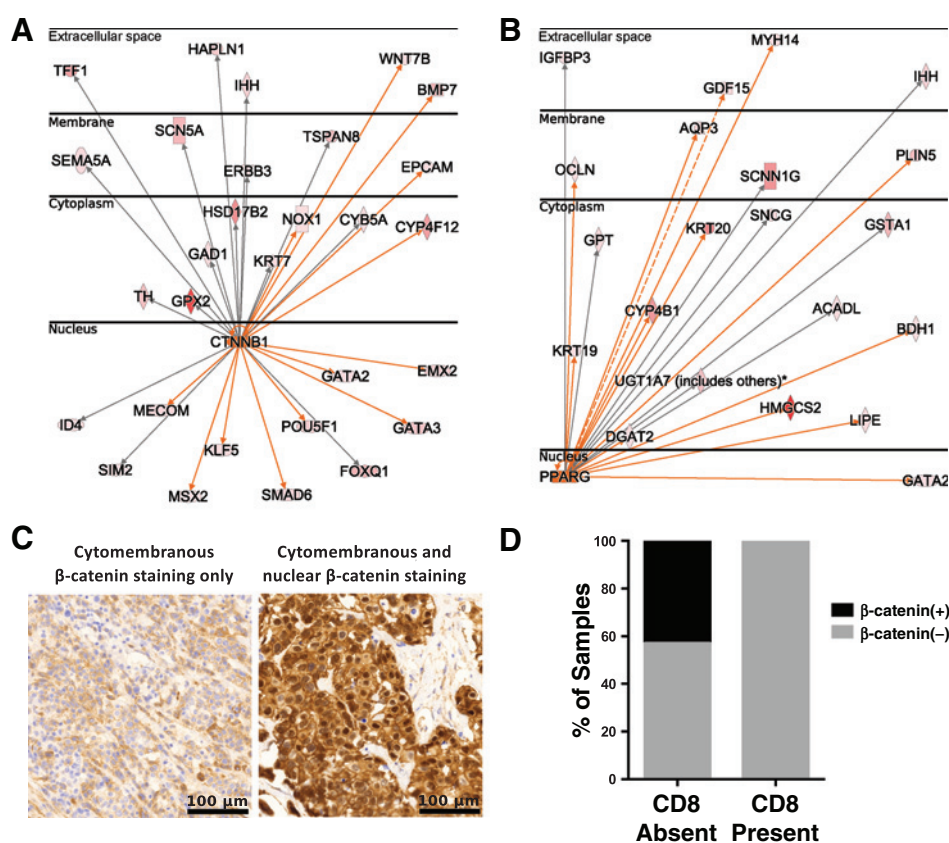 A
Extracellular space
HAPLN1
WNT7B
TFF1
IHH
BMP7
Membrane
SCN5A
TSPAN8
SEMA5A
ERBB3
EPCAM
Cytoplasm
HSD17B2
NOX1
CYB5A
CYP4F12
GAD1
KRT7
TH
GPX2
Nucleus
CTNNB1
GATA2
EMX2
MECOM
ID4
POU5F1
GATA3
KLF5
SIM2
FOXQ1
MSX2
SMAD6
B
Extracellular space
MYH14
IGFBP3
IHH
GDF15
Membrane
AQP3
PLIN5
OCLN
SCNN1G
Cytoplasm
SNCG
GSTA1
KRT20
GPT
CYP4B1
ACADL
BDH1
KRT19
UGT1A7 (includes others)*
HMGCS2
LIPE
DGAT2
Nucleus
PPARG
GATA2
C
Cytomembranous
β-catenin staining only
Cytomembranous and
nuclear β-catenin staining
100 μm
100 μm
D
% of Samples
100
80
60
40
20
0
CD8
Absent
CD8
Present
β-catenin(+)
β-catenin(−)